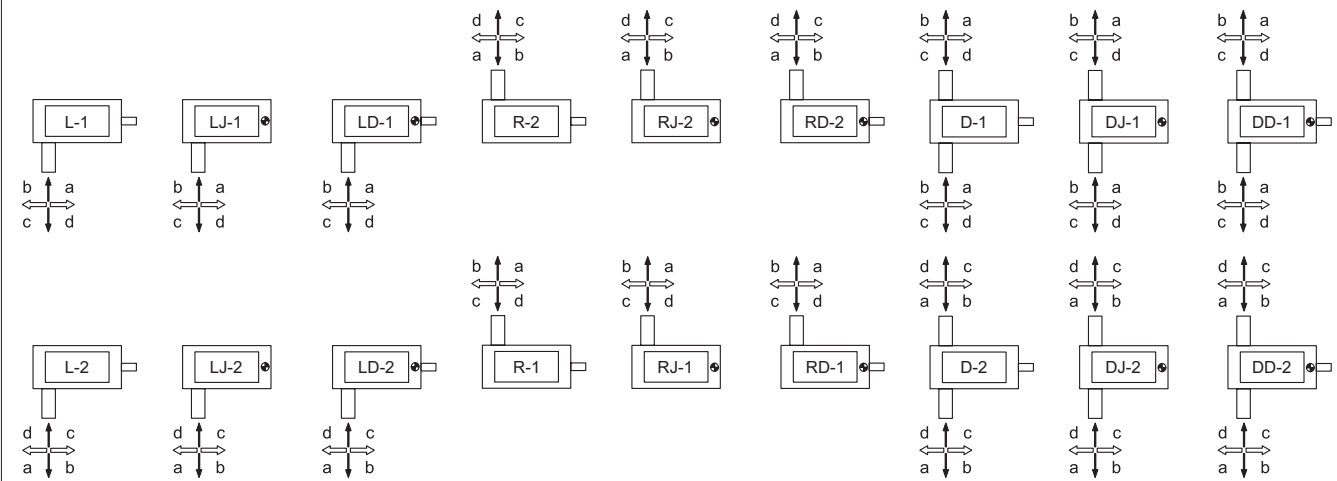 d c d c d c b a b a b a
a b a b a b c d c d c d
L-1 LJ-1 LD-1 R-2 RJ-2 RD-2 D-1 DJ-1 DD-1
b a b a b a b a b a b a
c d c d c d c d c d c d
b a b a b a d c d c d c
c d c d c d a b a b a b
L-2 LJ-2 LD-2 R-1 RJ-1 RD-1 D-2 DJ-2 DD-2
d c d c d c d c d c d c
a b a b a b a b a b a b